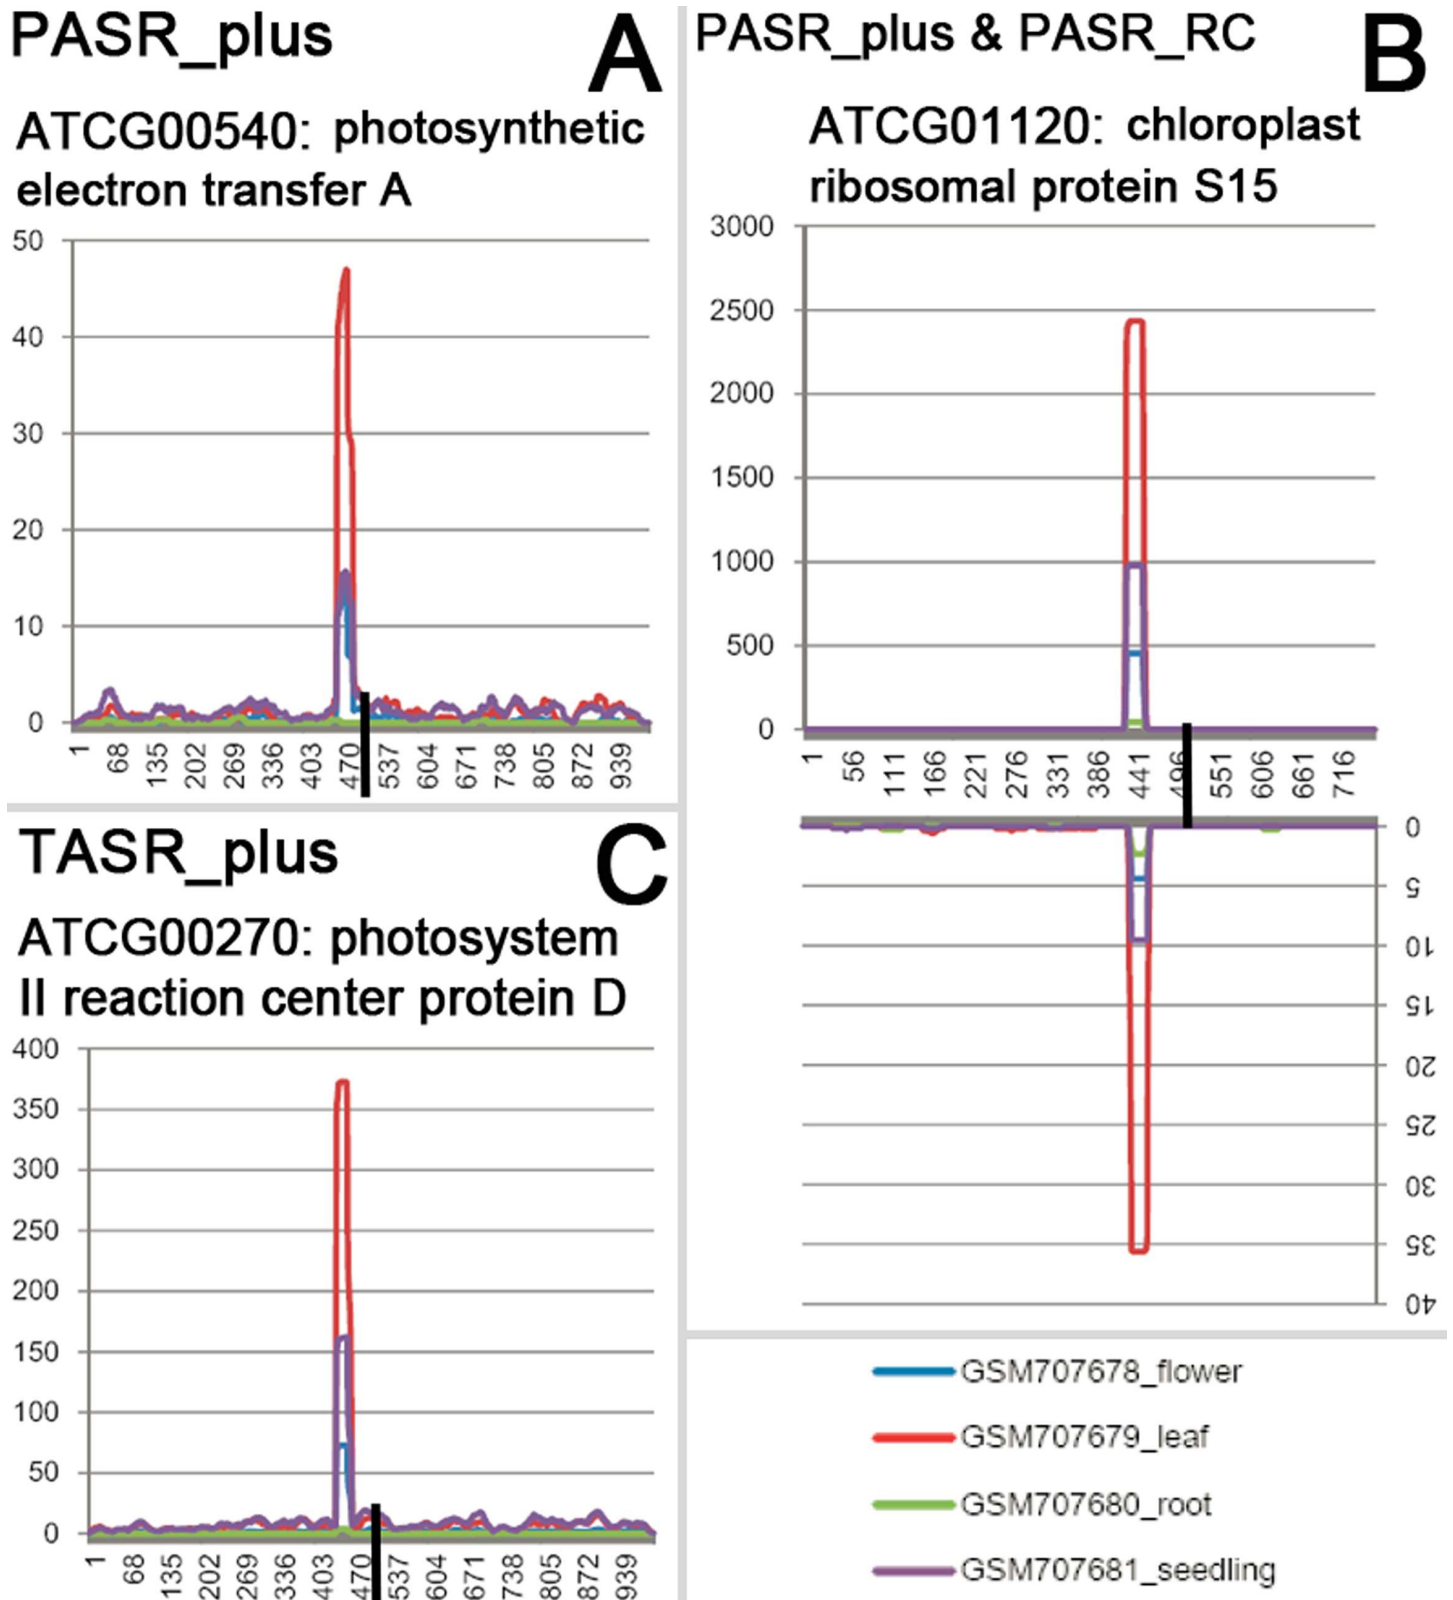 PASR_plus
A
ATCG00540: photosynthetic
electron transfer A
50
40
30
20
10
0
1 68 135 202 269 336 403 470 537 604 671 738 805 872 939
PASR_plus & PASR_RC
B
ATCG01120: chloroplast
ribosomal protein S15
3000
2500
2000
1500
1000
500
0
1 56 111 166 221 276 331 386 441 496 551 606 661 716
0
5
10
15
20
25
30
35
40
TASR_plus
C
ATCG00270: photosystem
II reaction center protein D
400
350
300
250
200
150
100
50
0
1 68 135 202 269 336 403 470 537 604 671 738 805 872 939
GSM707678_flower
GSM707679_leaf
GSM707680_root
GSM707681_seedling